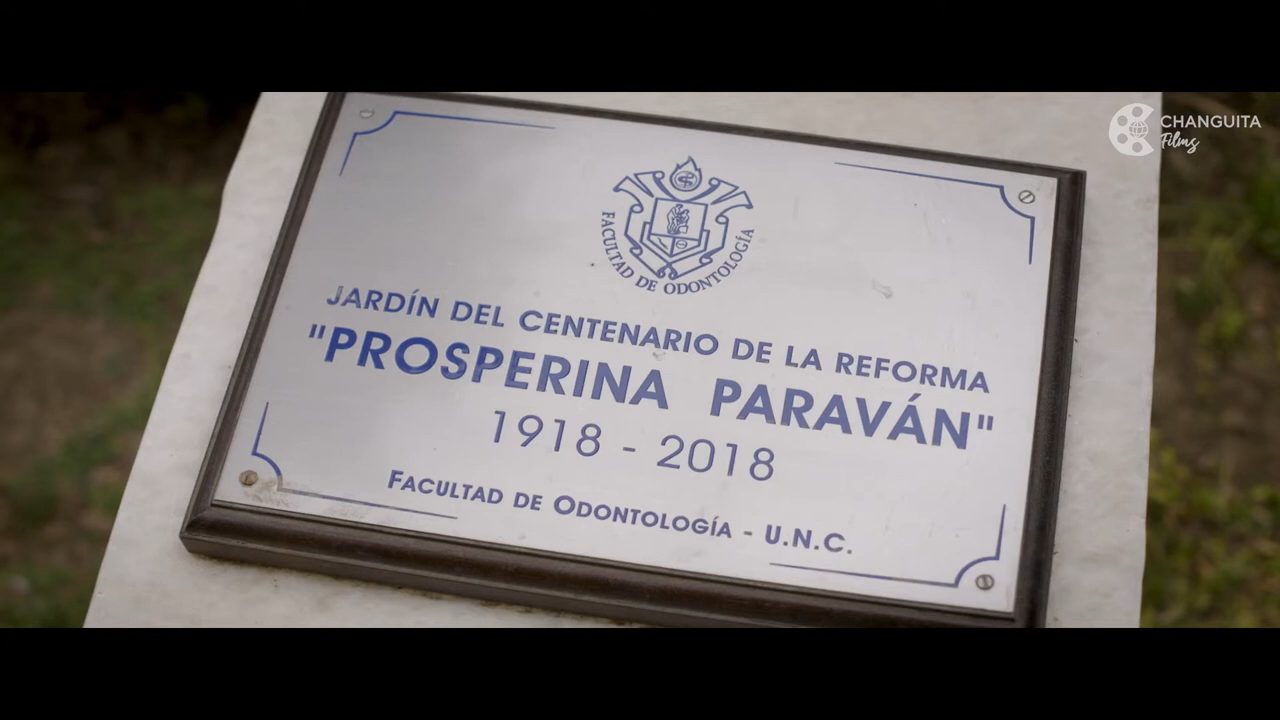 CHANGUITA
Films
FACULTAD DE ODONTOLOGÍA
JARDÍN DEL CENTENARIO DE LA REFORMA
"PROSPERINA PARAVÁN"
1918 - 2018
FACULTAD DE ODONTOLOGÍA - U.N.C.